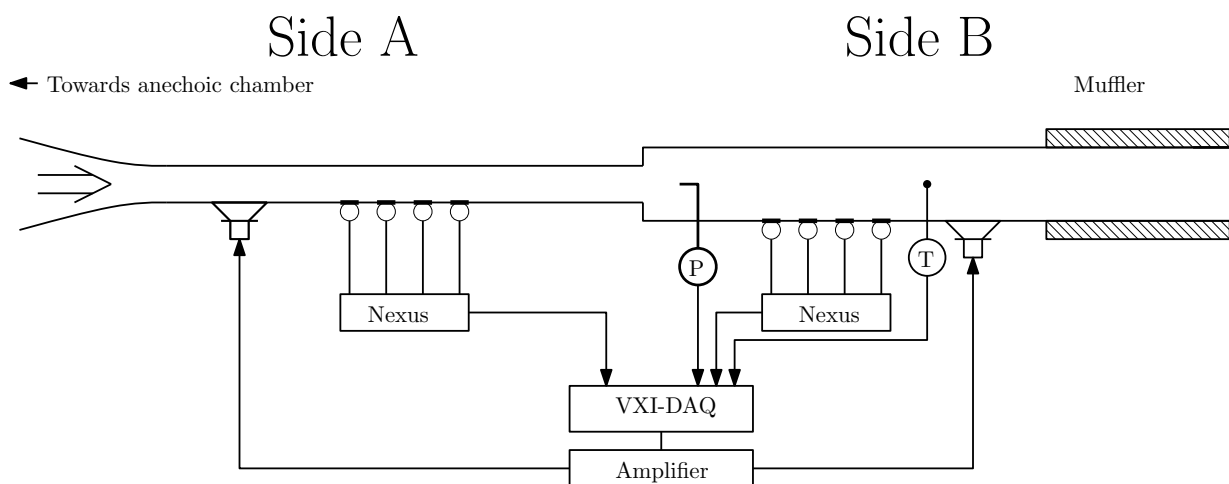 Side A
Side B
Towards anechoic chamber
Muffler
P
T
Nexus
Nexus
VXI-DAQ
Amplifier